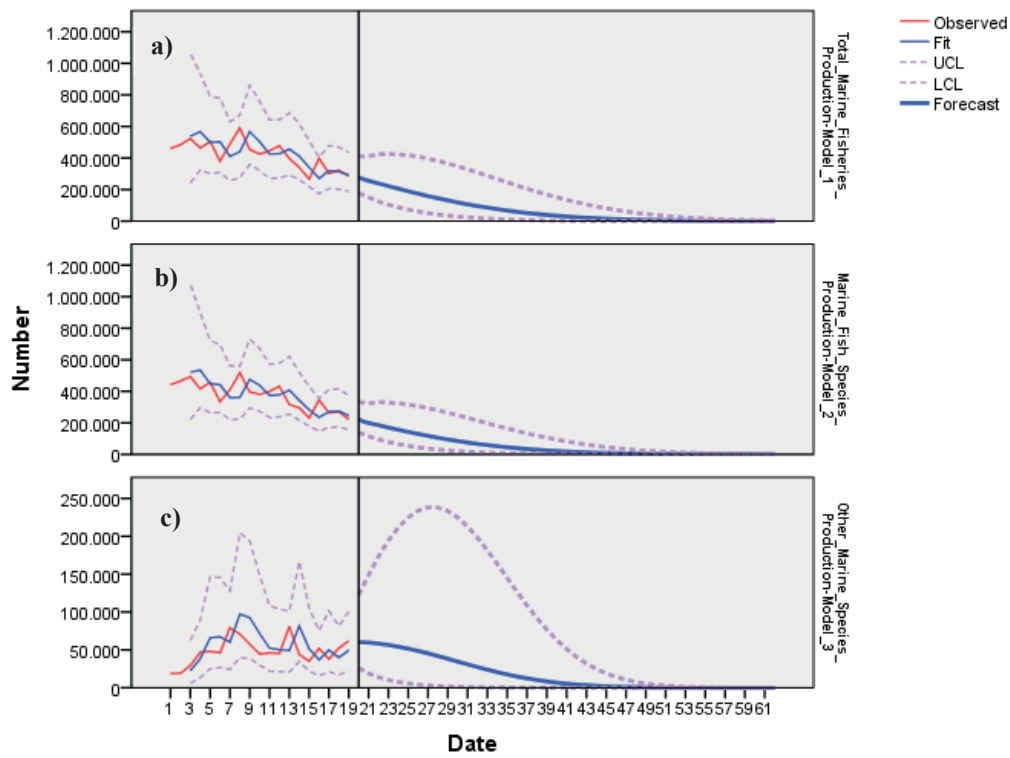 Observed
Fit
UCL
LCL
Forecast
a)
1.200.000
1.000.000
800.000
600.000
400.000
200.000
0
Total_Marine_Fisheries_
Production-Model_1
b)
1.200.000
1.000.000
800.000
600.000
400.000
200.000
0
Marine_Fish_Species_
Production-Model_2
Number
c)
250.000
200.000
150.000
100.000
50.000
0
Other_Marine_Species_
Production-Model_3
1 3 5 7 9 11 13 15 17 19 21 23 25 27 29 31 33 35 37 39 41 43 45 47 49 51 53 55 57 59 61
Date